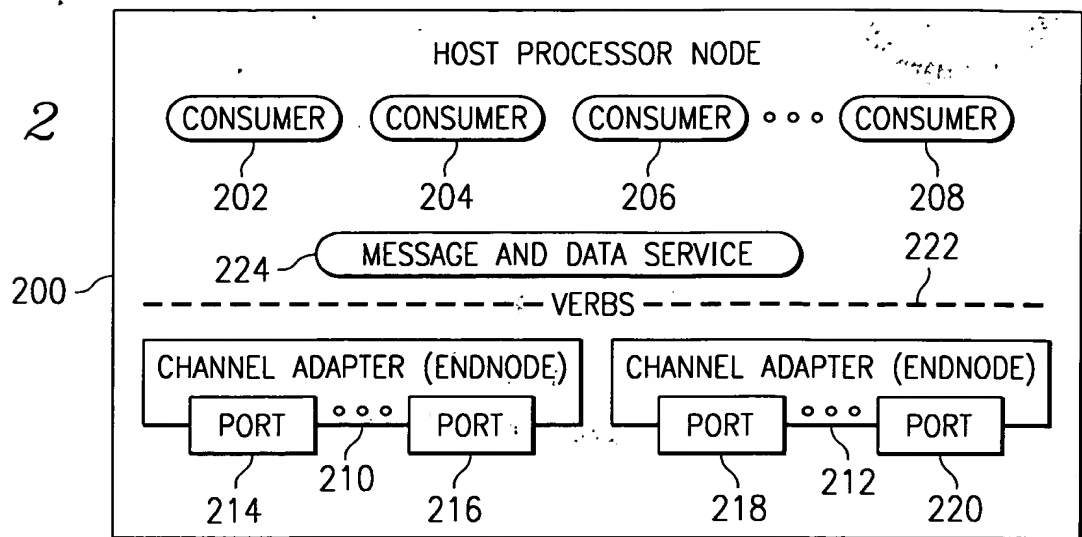 HOST PROCESSOR NODE
2
CONSUMER CONSUMER CONSUMER CONSUMER
202 204 206 208
MESSAGE AND DATA SERVICE
224 222
200
VERBS
CHANNEL ADAPTER (ENDNODE) CHANNEL ADAPTER (ENDNODE)
PORT PORT PORT PORT
210 212
214 216 218 220